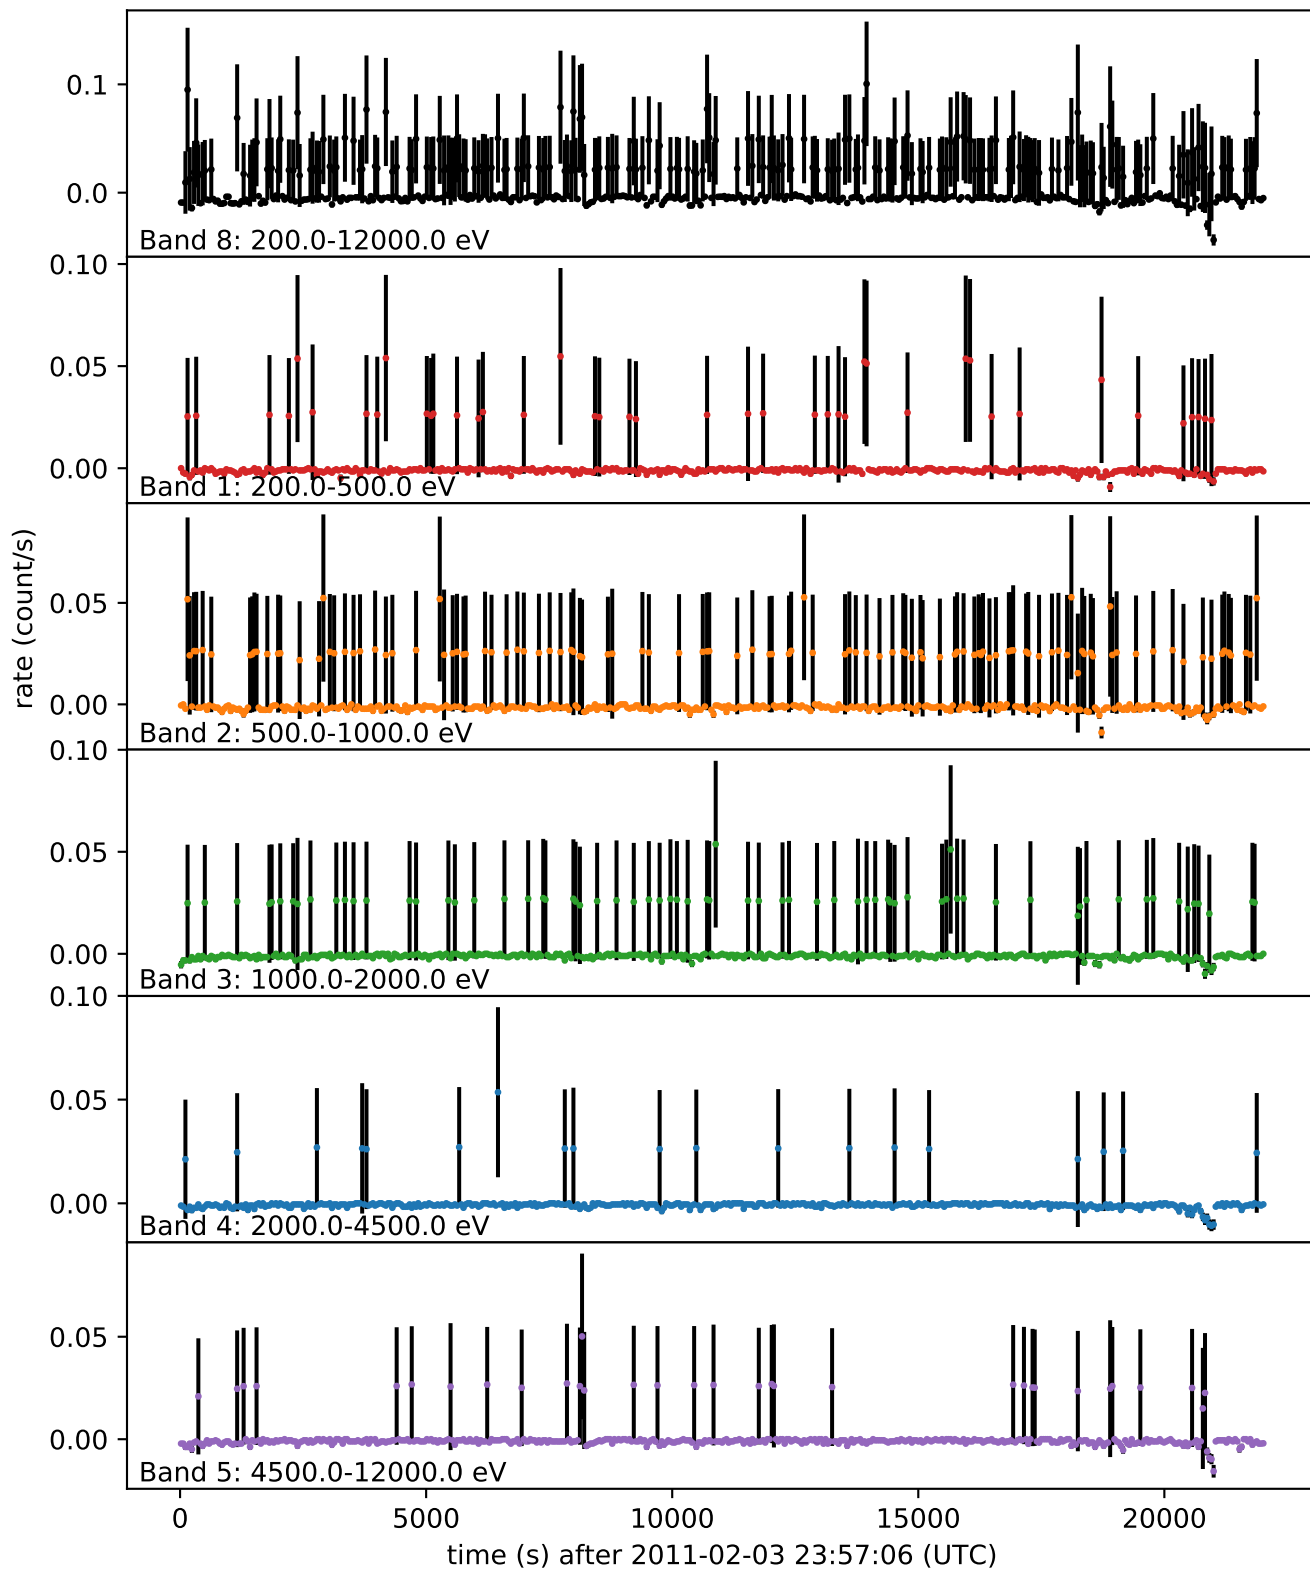 0.1
0.0
Band 8: 200.0-12000.0 eV
0.10
0.05
0.00
Band 1: 200.0-500.0 eV
rate (count/s)
0.05
0.00
Band 2: 500.0-1000.0 eV
0.10
0.05
0.00
Band 3: 1000.0-2000.0 eV
0.10
0.05
0.00
Band 4: 2000.0-4500.0 eV
0.05
0.00
Band 5: 4500.0-12000.0 eV
0 5000 10000 15000 20000
time (s) after 2011-02-03 23:57:06 (UTC)